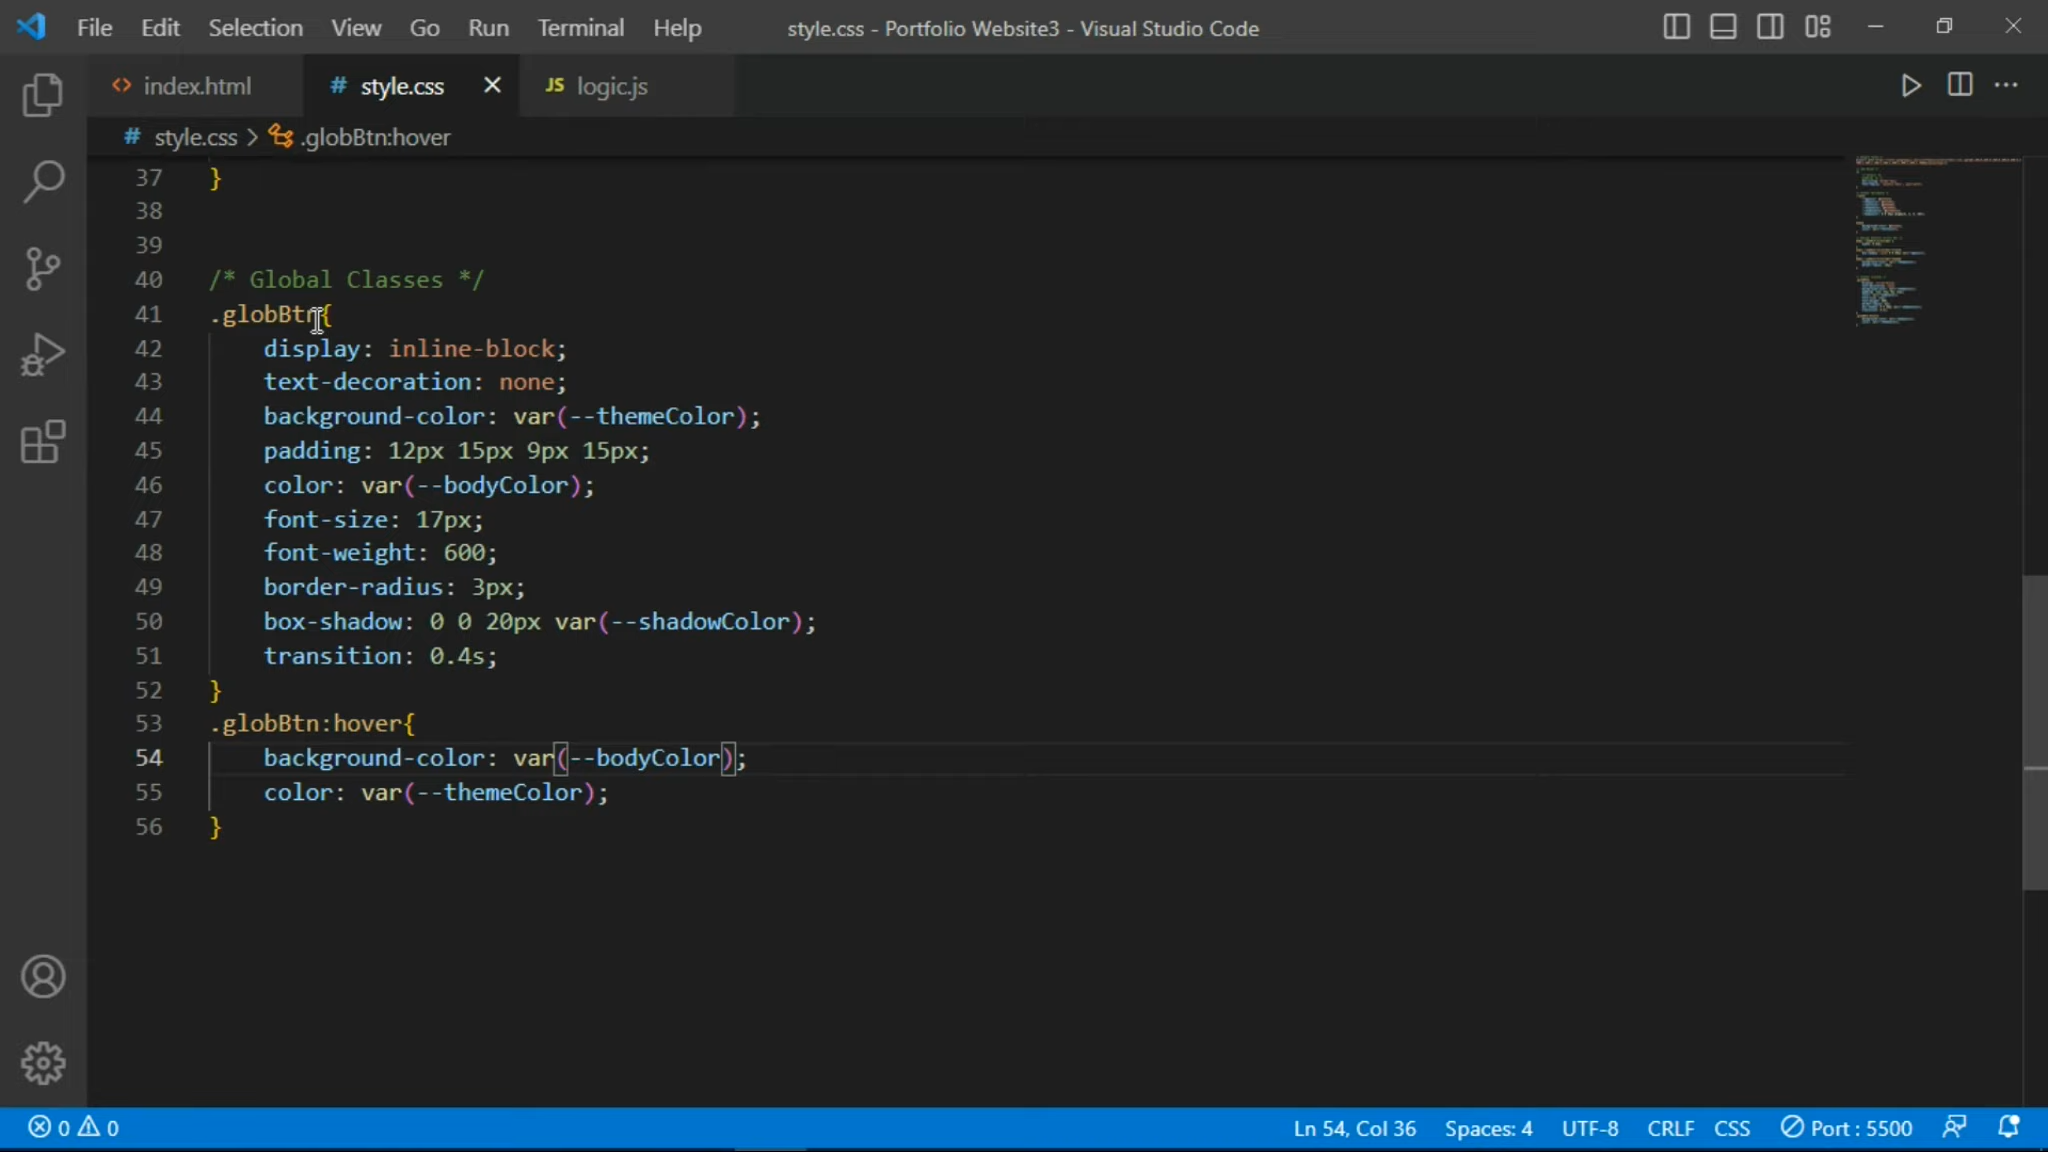 File Edit Selection View Go Run Terminal Help style.css - Portfolio Website3 - Visual Studio Code
<> index.html # style.css JS logic.js
# style.css > .globBtn:hover
37 }
38
39
40 /* Global Classes */
41 .globBtn{
42 display: inline-block;
43 text-decoration: none;
44 background-color: var(--themeColor);
45 padding: 12px 15px 9px 15px;
46 color: var(--bodyColor);
47 font-size: 17px;
48 font-weight: 600;
49 border-radius: 3px;
50 box-shadow: 0 0 20px var(--shadowColor);
51 transition: 0.4s;
52 }
53 .globBtn:hover{
54 background-color: var(--bodyColor);
55 color: var(--themeColor);
56 }
0 0 Ln 54, Col 36 Spaces: 4 UTF-8 CRLF CSS Port : 5500